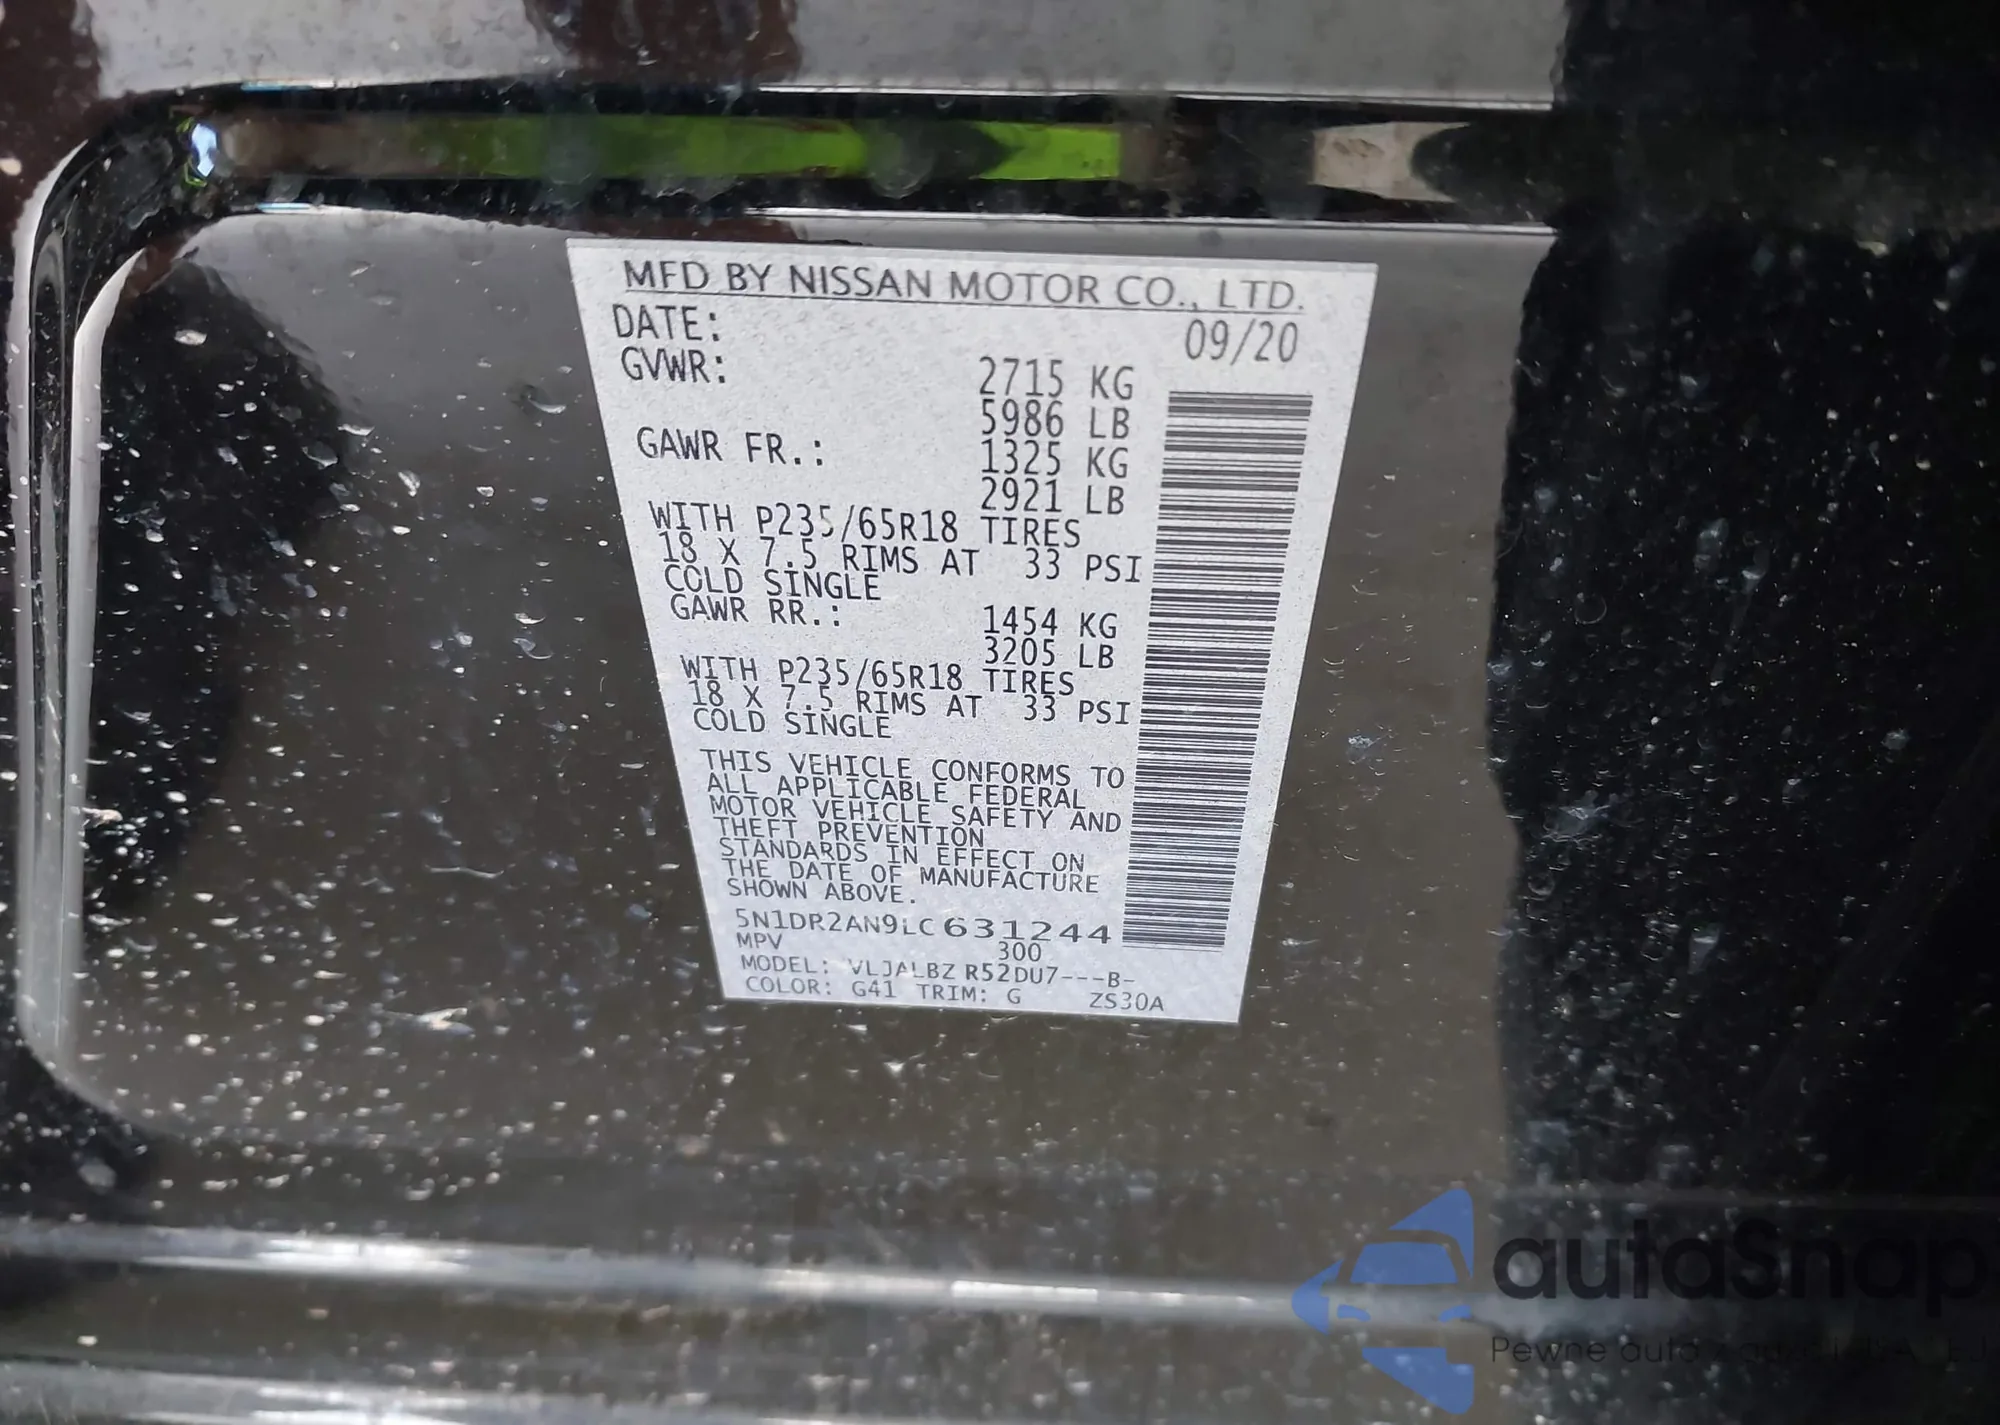 MFD BY NISSAN MOTOR CO., LTD.
DATE: 09/20
GVWR: 2715 KG
5986 LB
GAWR FR.: 1325 KG
2921 LB
WITH P235/65R18 TIRES
18 X 7.5 RIMS AT 33 PSI
COLD SINGLE
GAWR RR.: 1454 KG
3205 LB
WITH P235/65R18 TIRES
18 X 7.5 RIMS AT 33 PSI
COLD SINGLE
THIS VEHICLE CONFORMS TO
ALL APPLICABLE FEDERAL
MOTOR VEHICLE SAFETY AND
THEFT PREVENTION
STANDARDS IN EFFECT ON
THE DATE OF MANUFACTURE
SHOWN ABOVE.
5N1DR2AN9LC631244
MPV 300
MODEL: VLJALBZ R52DU7---B-
COLOR: G41 TRIM: G ZS30A
autaSnap
Pewne auta z